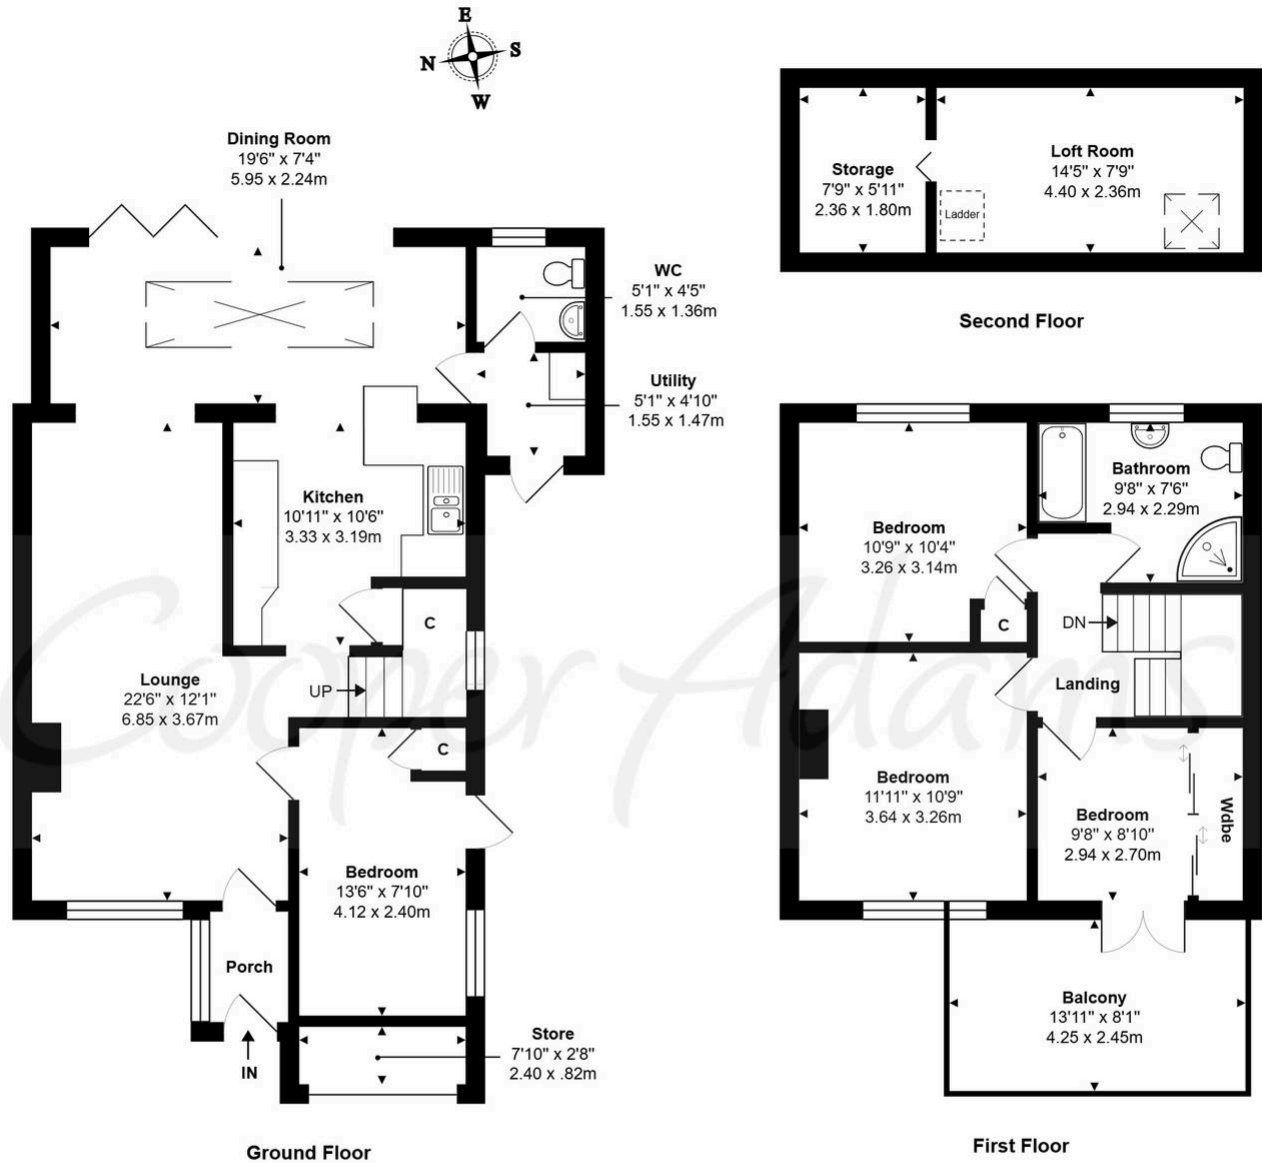 E
N
S
W
Dining Room
19'6" x 7'4"
5.95 x 2.24m
WC
5'1" x 4'5"
1.55 x 1.36m
Utility
5'1" x 4'10"
1.55 x 1.47m
Kitchen
10'11" x 10'6"
3.33 x 3.19m
C
UP
Lounge
22'6" x 12'1"
6.85 x 3.67m
C
Bedroom
13'6" x 7'10"
4.12 x 2.40m
Porch
IN
Store
7'10" x 2'8"
2.40 x .82m
Ground Floor
Storage
7'9" x 5'11"
2.36 x 1.80m
Ladder
Loft Room
14'5" x 7'9"
4.40 x 2.36m
Second Floor
Bedroom
10'9" x 10'4"
3.26 x 3.14m
Bathroom
9'8" x 7'6"
2.94 x 2.29m
C
DN
Landing
Bedroom
11'11" x 10'9"
3.64 x 3.26m
Bedroom
9'8" x 8'10"
2.94 x 2.70m
Wdbe
Balcony
13'11" x 8'1"
4.25 x 2.45m
First Floor
Cooper Adams